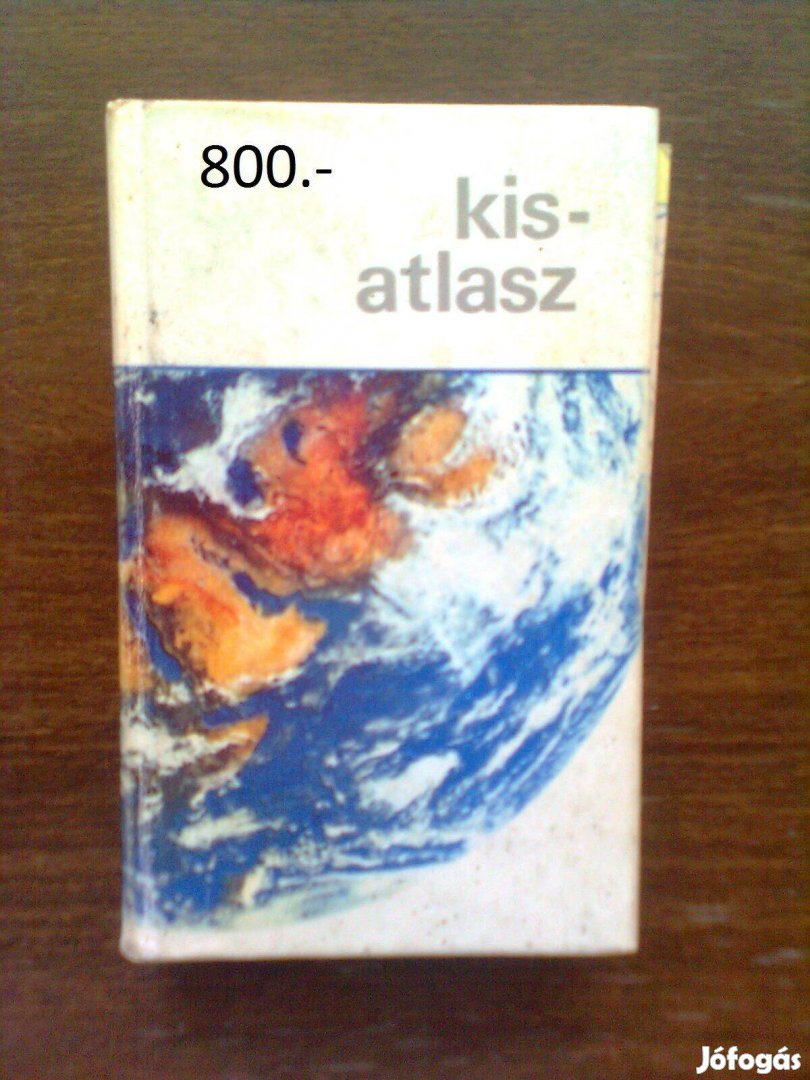 800.-
kis-
atlasz
Jófogás